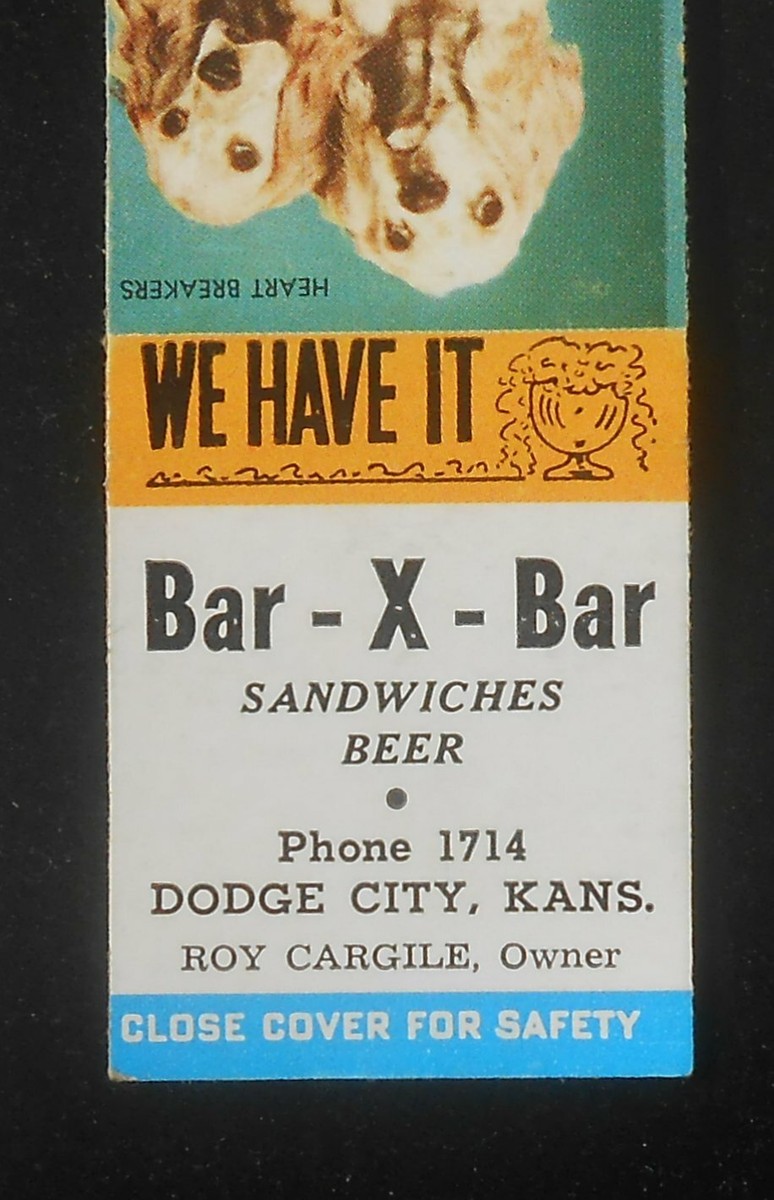 HEART BREAKERS
WE HAVE IT
Bar - X - Bar
SANDWICHES
BEER
•
Phone 1714
DODGE CITY, KANS.
ROY CARGILE, Owner
CLOSE COVER FOR SAFETY